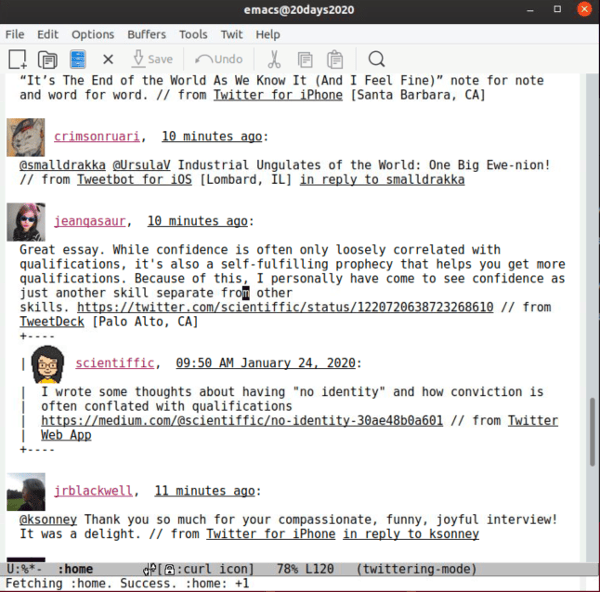 emacs@20days2020
File Edit Options Buffers Tools Twit Help
Save Undo
“It’s The End of the World As We Know It (And I Feel Fine)” note for note
and word for word. // from Twitter for iPhone [Santa Barbara, CA]
crimsonruari, 10 minutes ago:
@smalldrakka @UrsulaV Industrial Ungulates of the World: One Big Ewe-nion!
// from Tweetbot for iOS [Lombard, IL] in reply to smalldrakka
jeanqasaur, 10 minutes ago:
Great essay. While confidence is often only loosely correlated with
qualifications, it's also a self-fulfilling prophecy that helps you get more
qualifications. Because of this, I personally have come to see confidence as
just another skill separate from other
skills. https://twitter.com/scientiffic/status/1220720638723268610 // from
TweetDeck [Palo Alto, CA]
+----
| scientiffic, 09:50 AM January 24, 2020:
| I wrote some thoughts about having "no identity" and how conviction is
| often conflated with qualifications
| https://medium.com/@scientiffic/no-identity-30ae48b0a601 // from Twitter
| Web App
+----
jrblackwell, 11 minutes ago:
@ksonney Thank you so much for your compassionate, funny, joyful interview!
It was a delight. // from Twitter for iPhone in reply to ksonney
U:%*- :home [:curl icon] 78% L120 (twittering-mode)
Fetching :home. Success. :home: +1